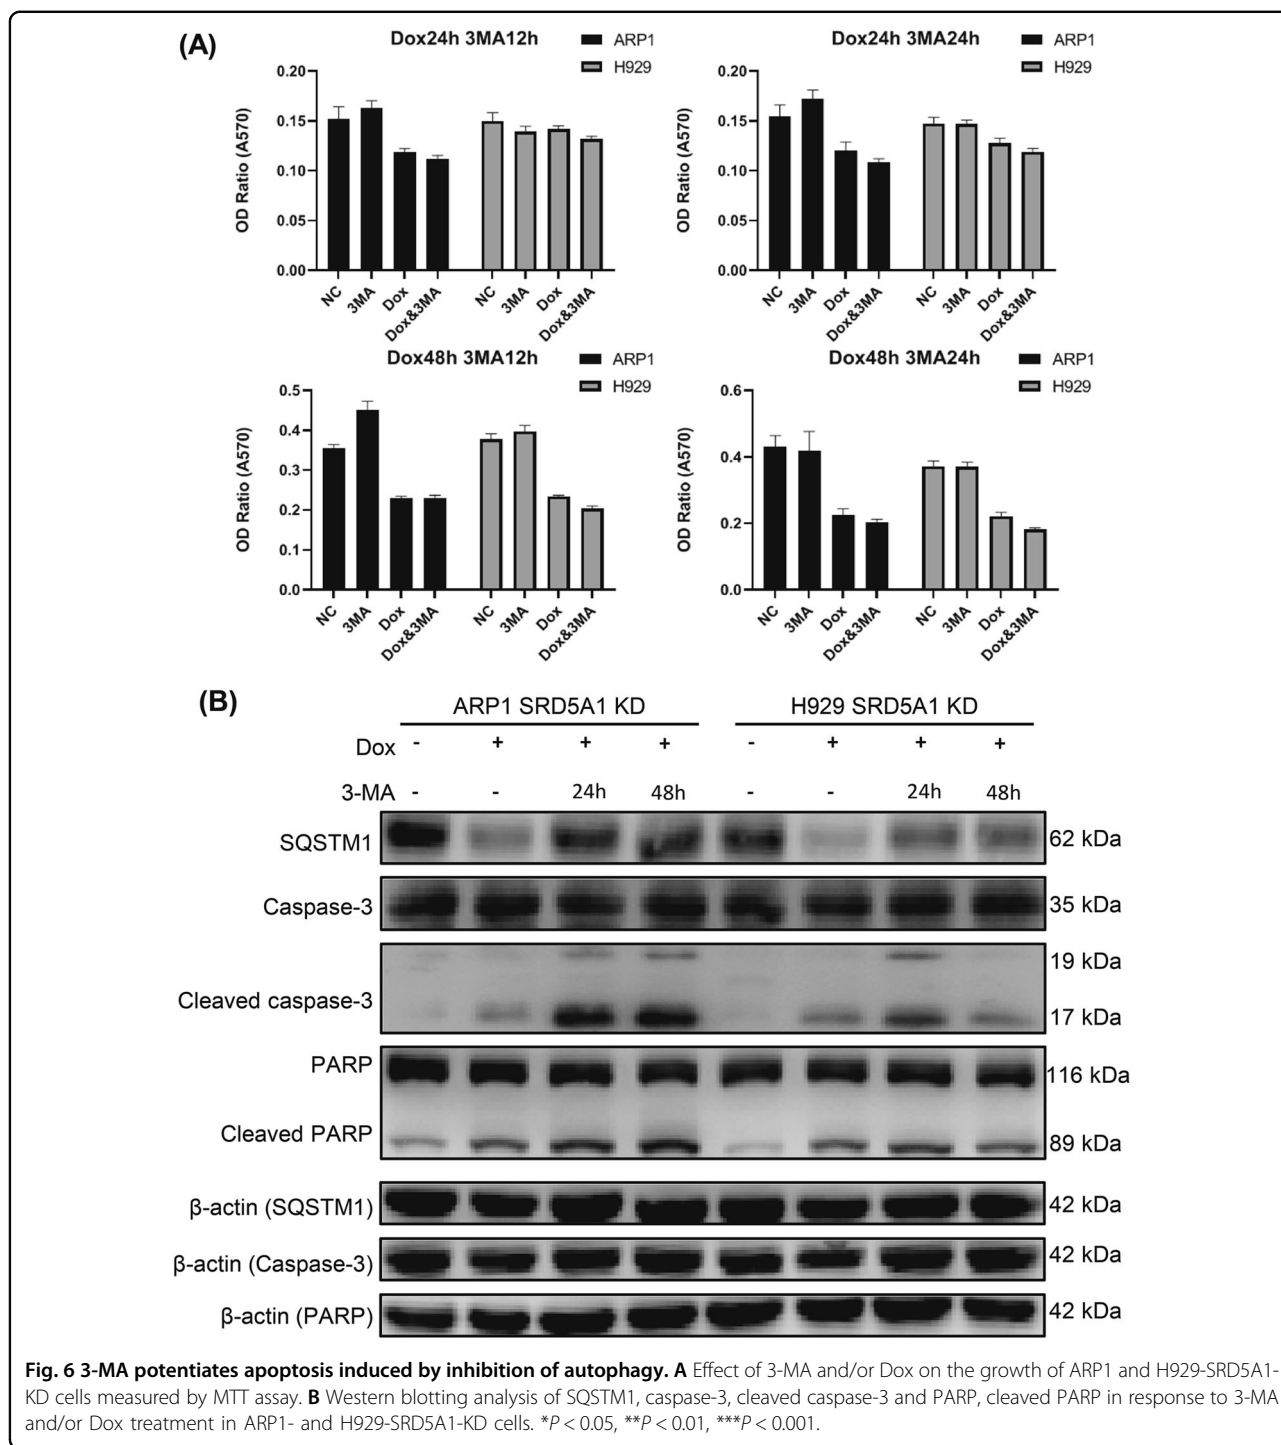 (A)
Dox24h 3MA12h
ARP1
H929
OD Ratio (A570)
0.20
0.15
0.10
0.05
0.00
NC 3MA Dox Dox&3MA NC 3MA Dox Dox&3MA
Dox24h 3MA24h
ARP1
H929
OD Ratio (A570)
0.20
0.15
0.10
0.05
0.00
NC 3MA Dox Dox&3MA NC 3MA Dox Dox&3MA
Dox48h 3MA12h
ARP1
H929
OD Ratio (A570)
0.5
0.4
0.3
0.2
0.1
0.0
NC 3MA Dox Dox&3MA NC 3MA Dox Dox&3MA
Dox48h 3MA24h
ARP1
H929
OD Ratio (A570)
0.6
0.4
0.2
0.0
NC 3MA Dox Dox&3MA NC 3MA Dox Dox&3MA
(B)
ARP1 SRD5A1 KD H929 SRD5A1 KD
Dox - + + + - + + +
3-MA - - 24h 48h - - 24h 48h
SQSTM1 62 kDa
Caspase-3 35 kDa
19 kDa
Cleaved caspase-3 17 kDa
PARP 116 kDa
Cleaved PARP 89 kDa
β-actin (SQSTM1) 42 kDa
β-actin (Caspase-3) 42 kDa
β-actin (PARP) 42 kDa
Fig. 6 3-MA potentiates apoptosis induced by inhibition of autophagy. A Effect of 3-MA and/or Dox on the growth of ARP1 and H929-SRD5A1-
KD cells measured by MTT assay. B Western blotting analysis of SQSTM1, caspase-3, cleaved caspase-3 and PARP, cleaved PARP in response to 3-MA
and/or Dox treatment in ARP1- and H929-SRD5A1-KD cells. *P < 0.05, **P < 0.01, ***P < 0.001.